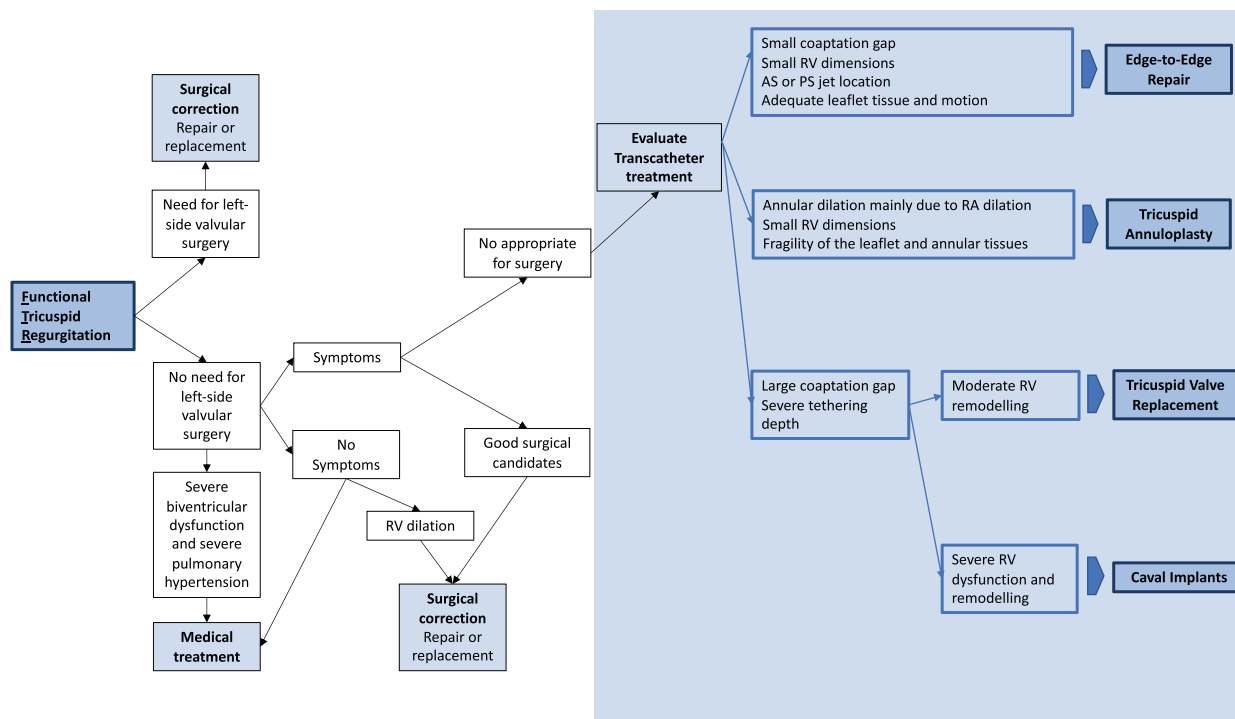 Functional
Tricuspid
Regurgitation
Surgical
correction
Repair or
replacement
Need for left-
side valvular
surgery
No need for
left-side
valvular
surgery
Severe
biventricular
dysfunction
and severe
pulmonary
hypertension
Medical
treatment
Symptoms
No
Symptoms
RV dilation
No appropriate
for surgery
Good surgical
candidates
Surgical
correction
Repair or
replacement
Evaluate
Transcatheter
treatment
Small coaptation gap
Small RV dimensions
AS or PS jet location
Adequate leaflet tissue and motion
Edge-to-Edge
Repair
Annular dilation mainly due to RA dilation
Small RV dimensions
Fragility of the leaflet and annular tissues
Tricuspid
Annuloplasty
Large coaptation gap
Severe tethering
depth
Moderate RV
remodelling
Tricuspid Valve
Replacement
Severe RV
dysfunction and
remodelling
Caval Implants